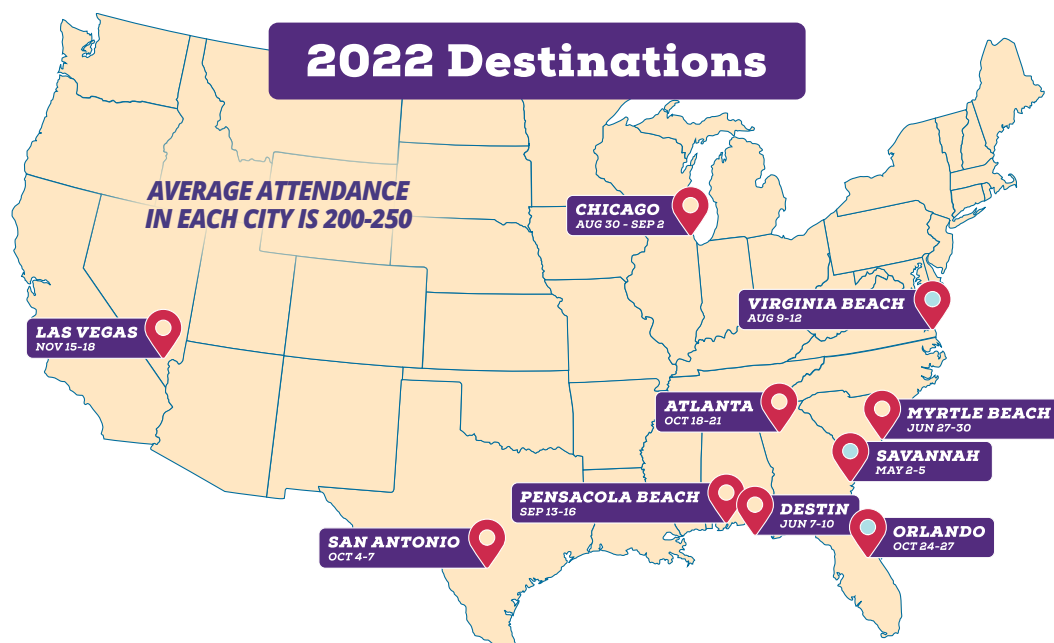 2022 Destinations
AVERAGE ATTENDANCE
IN EACH CITY IS 200-250
CHICAGO
AUG 30 - SEP 2
VIRGINIA BEACH
AUG 9-12
LAS VEGAS
NOV 15-18
ATLANTA
OCT 18-21
MYRTLE BEACH
JUN 27-30
SAVANNAH
MAY 2-5
PENSACOLA BEACH
SEP 13-16
DESTIN
JUN 7-10
ORLANDO
OCT 24-27
SAN ANTONIO
OCT 4-7